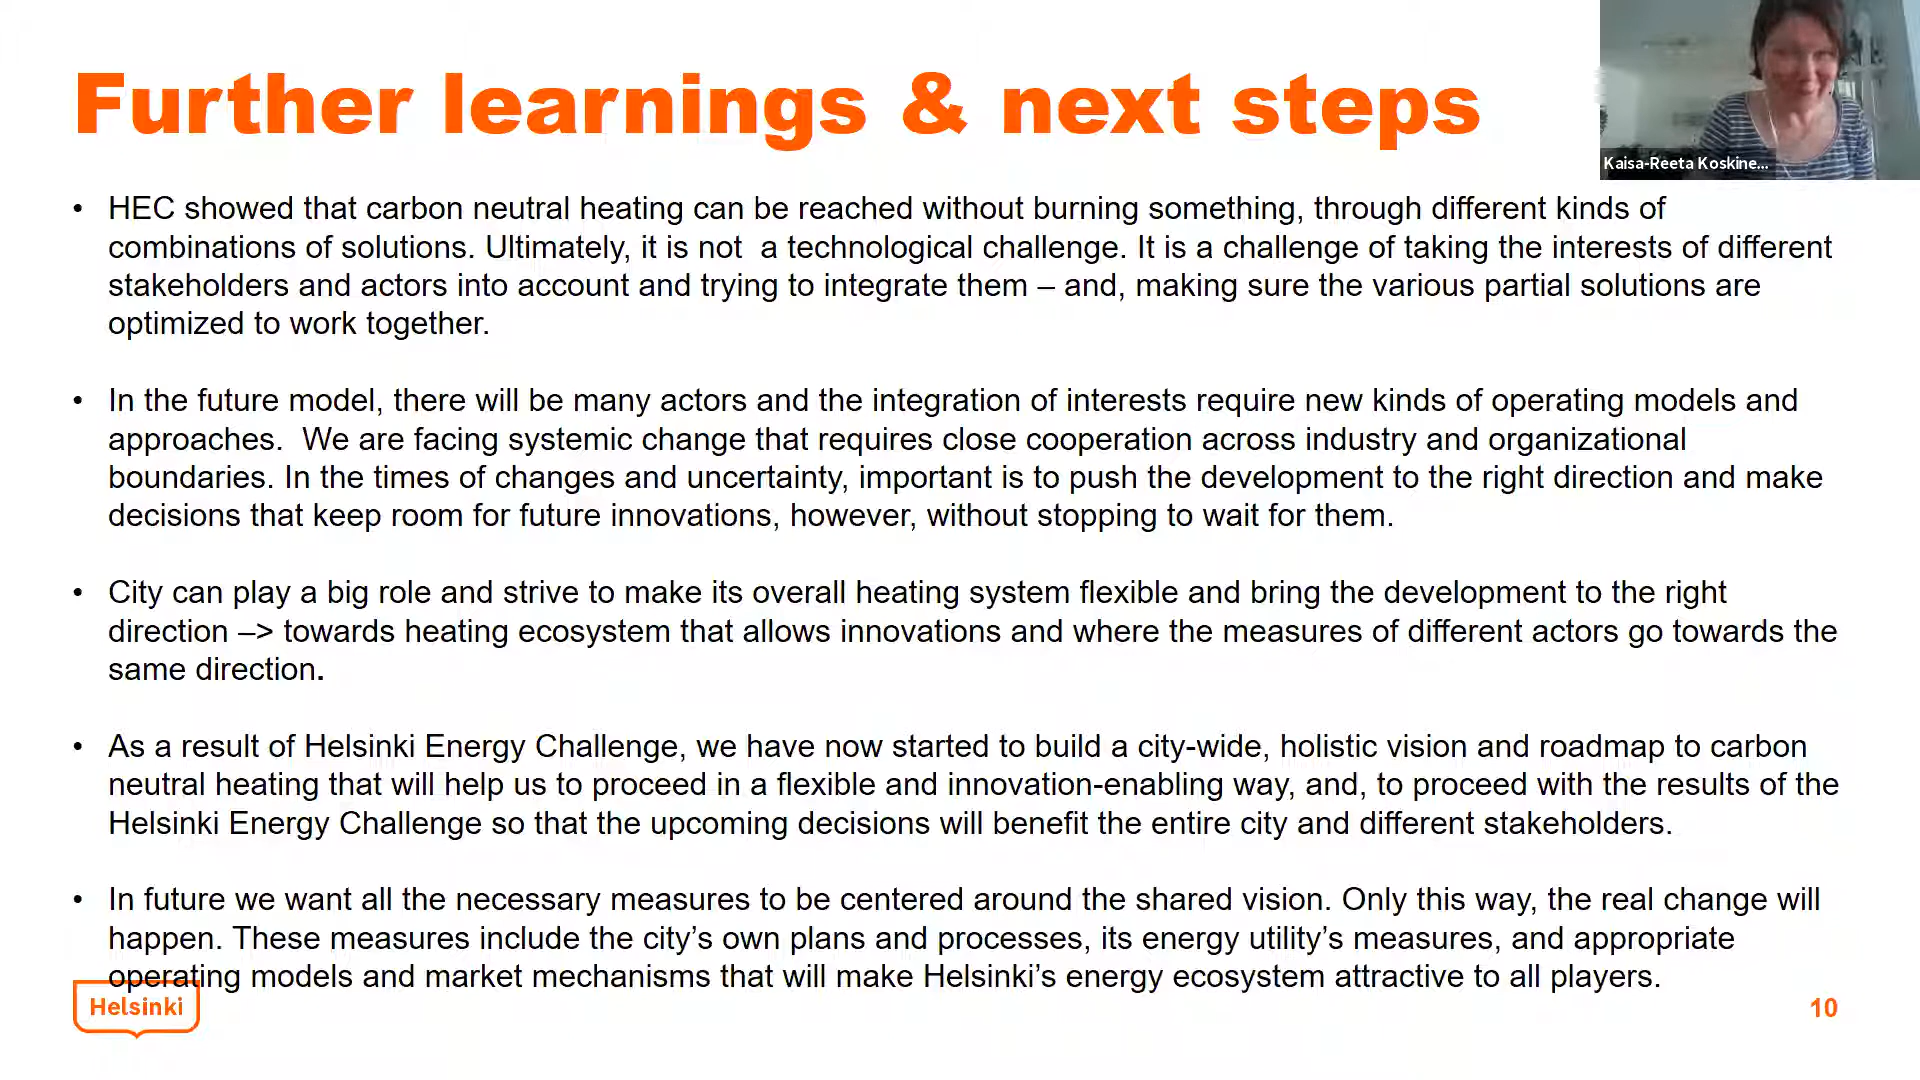 Further learnings & next steps
Kaisa-Reeta Koskine...
• HEC showed that carbon neutral heating can be reached without burning something, through different kinds of
combinations of solutions. Ultimately, it is not  a technological challenge. It is a challenge of taking the interests of different
stakeholders and actors into account and trying to integrate them – and, making sure the various partial solutions are
optimized to work together.
• In the future model, there will be many actors and the integration of interests require new kinds of operating models and
approaches.  We are facing systemic change that requires close cooperation across industry and organizational
boundaries. In the times of changes and uncertainty, important is to push the development to the right direction and make
decisions that keep room for future innovations, however, without stopping to wait for them.
• City can play a big role and strive to make its overall heating system flexible and bring the development to the right
direction –> towards heating ecosystem that allows innovations and where the measures of different actors go towards the
same direction.
• As a result of Helsinki Energy Challenge, we have now started to build a city-wide, holistic vision and roadmap to carbon
neutral heating that will help us to proceed in a flexible and innovation-enabling way, and, to proceed with the results of the
Helsinki Energy Challenge so that the upcoming decisions will benefit the entire city and different stakeholders.
• In future we want all the necessary measures to be centered around the shared vision. Only this way, the real change will
happen. These measures include the city’s own plans and processes, its energy utility’s measures, and appropriate
operating models and market mechanisms that will make Helsinki’s energy ecosystem attractive to all players.
Helsinki
10